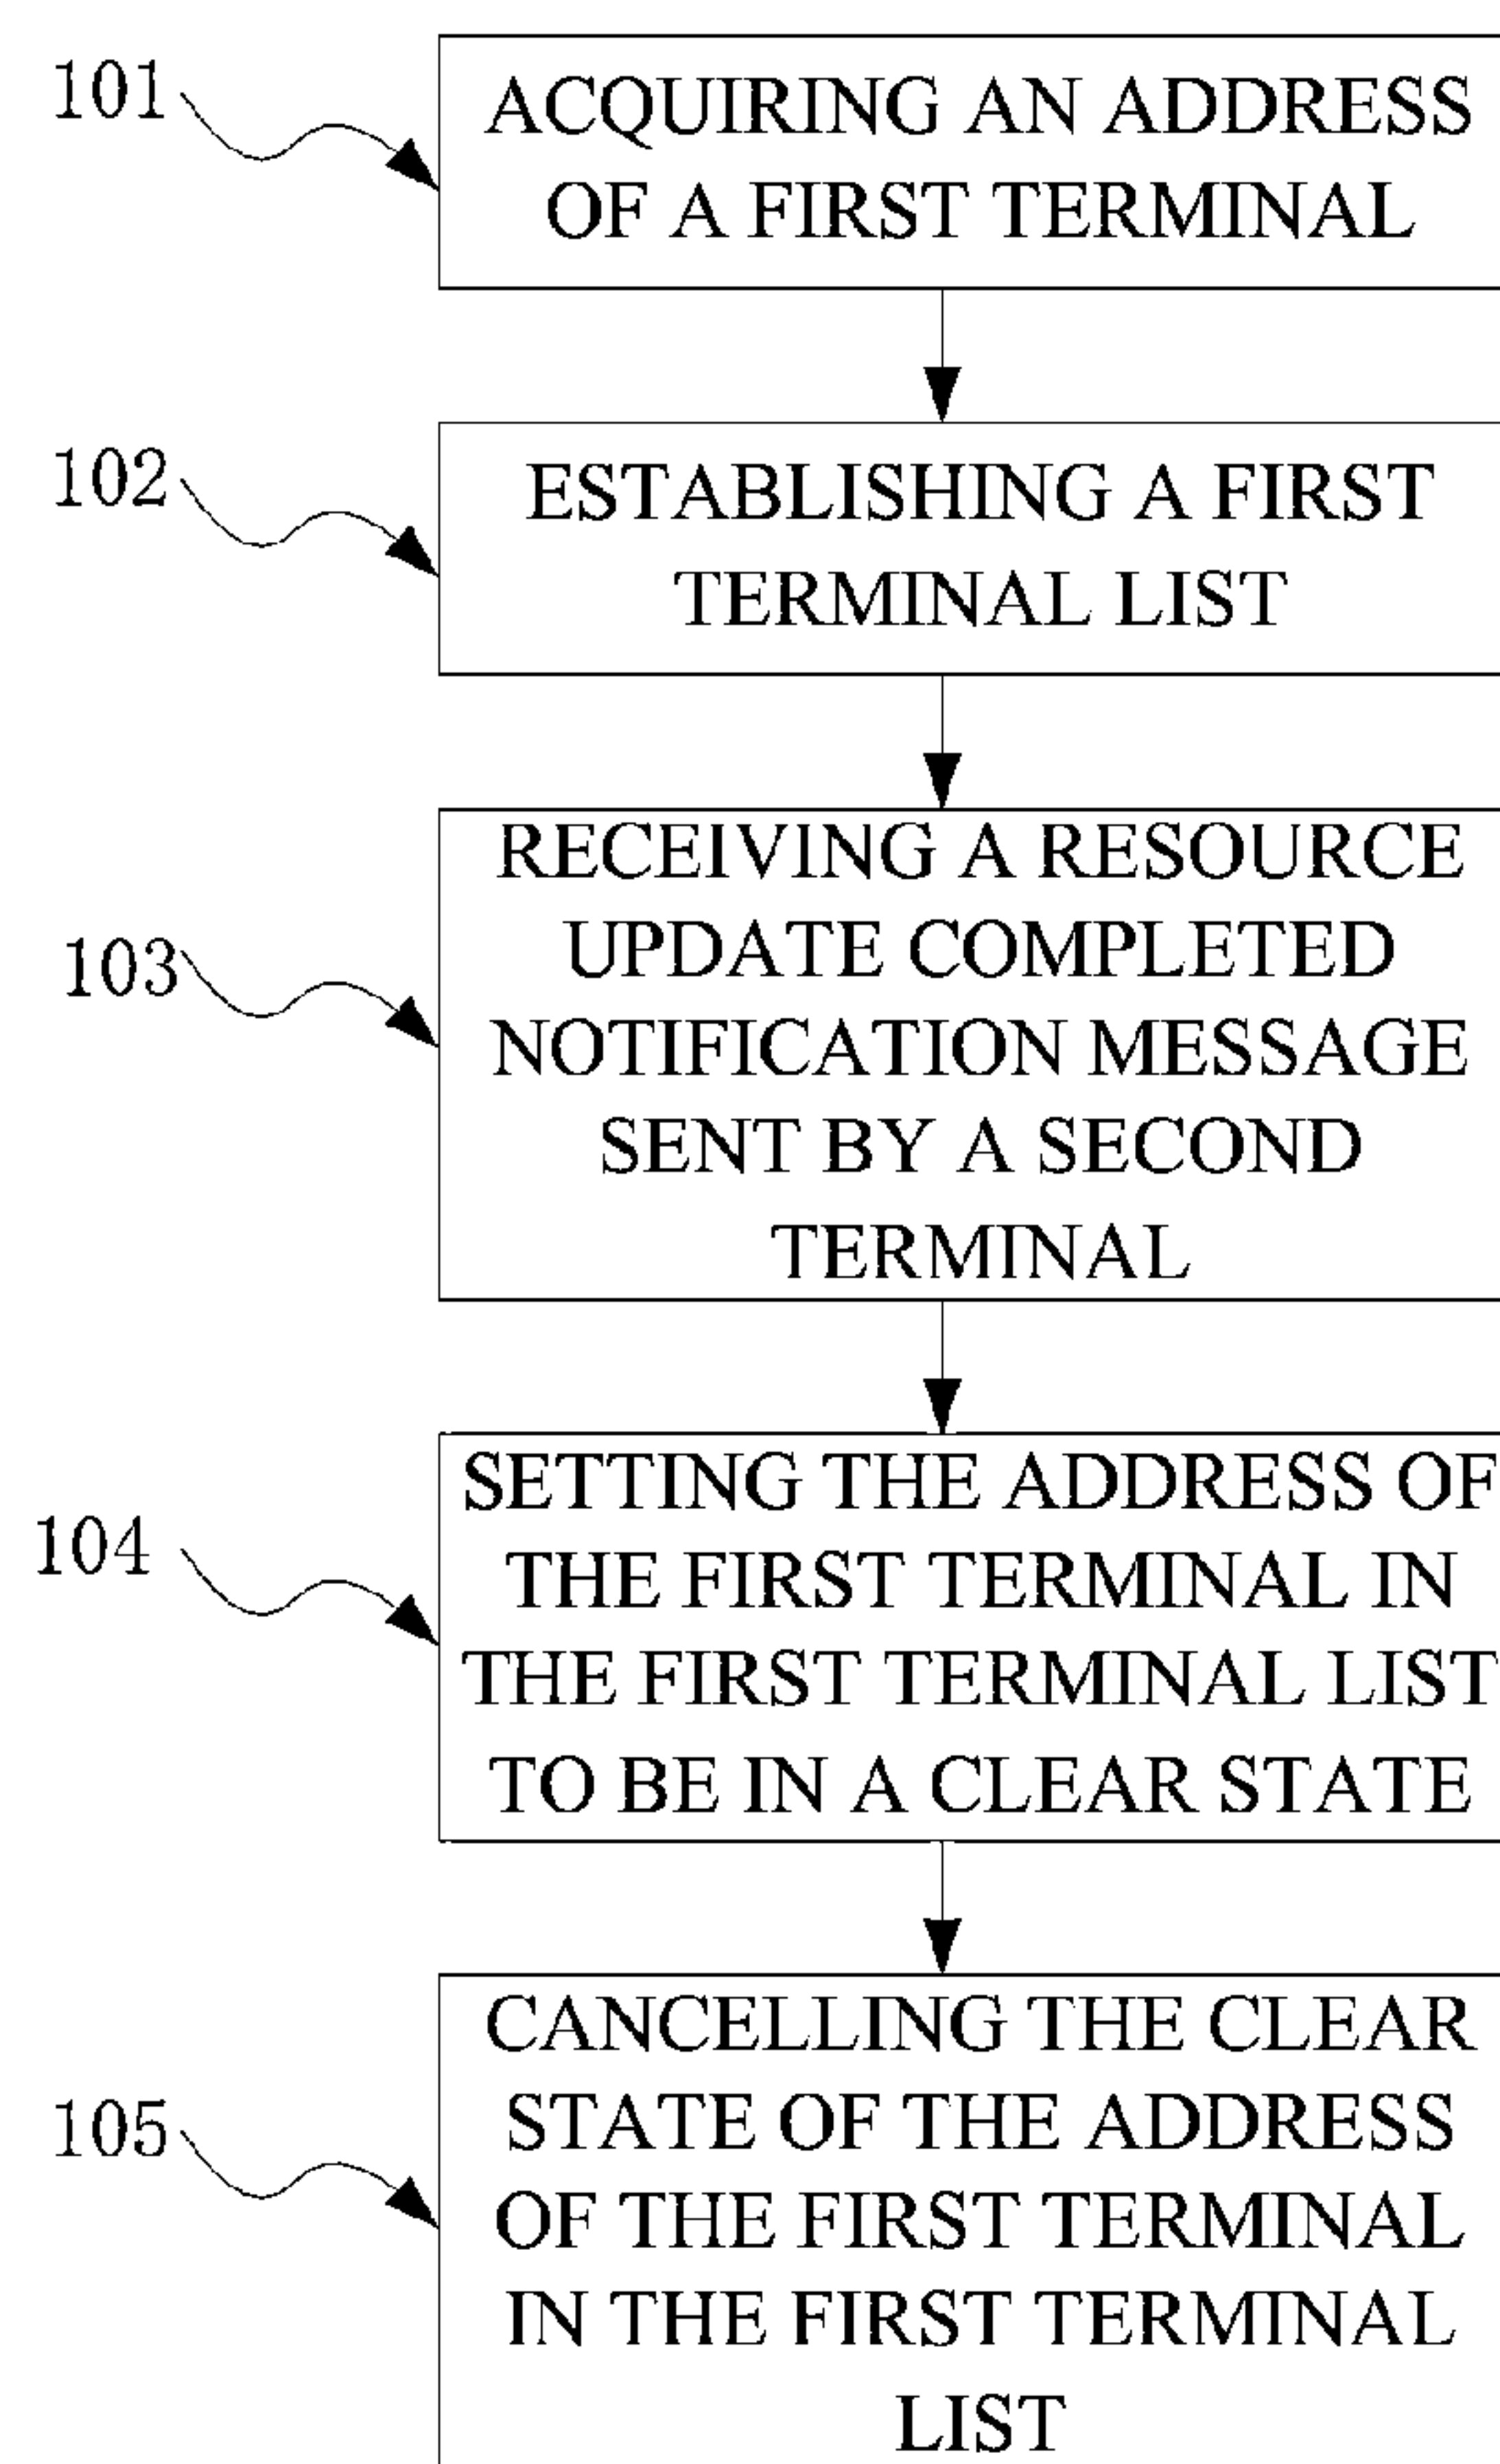 101
ACQUIRING AN ADDRESS
OF A FIRST TERMINAL
102
ESTABLISHING A FIRST
TERMINAL LIST
103
RECEIVING A RESOURCE
UPDATE COMPLETED
NOTIFICATION MESSAGE
SENT BY A SECOND
TERMINAL
104
SETTING THE ADDRESS OF
THE FIRST TERMINAL IN
THE FIRST TERMINAL LIST
TO BE IN A CLEAR STATE
105
CANCELLING THE CLEAR
STATE OF THE ADDRESS
OF THE FIRST TERMINAL
IN THE FIRST TERMINAL
LIST